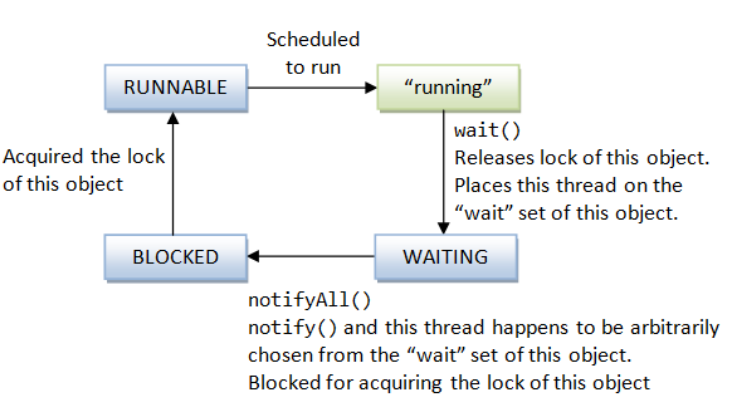 Scheduled
to run
RUNNABLE
“running”
wait()
Releases lock of this object.
Places this thread on the
“wait” set of this object.
Acquired the lock
of this object
BLOCKED
WAITING
notifyAll()
notify() and this thread happens to be arbitrarily
chosen from the “wait” set of this object.
Blocked for acquiring the lock of this object